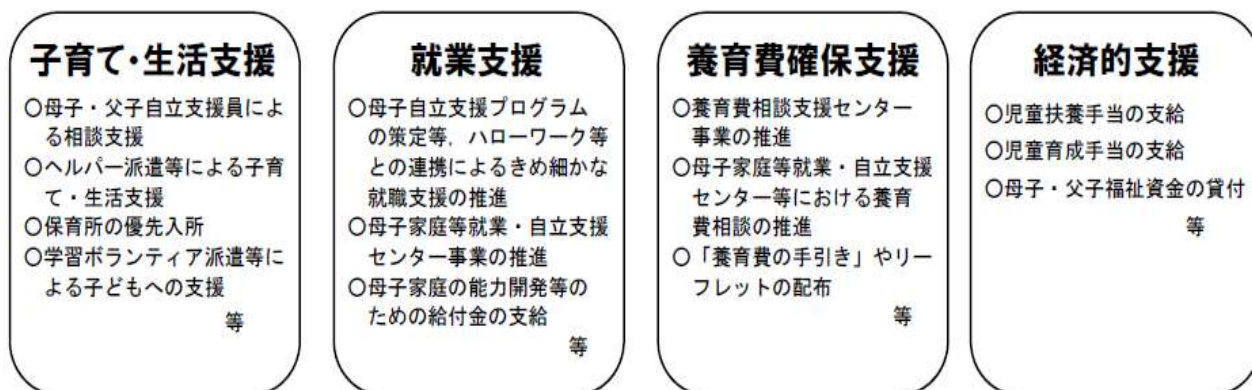 子育て・生活支援
○母子・父子自立支援員によ
る相談支援
○ヘルパー派遣等による子育
て・生活支援
○保育所の優先入所
○学習ボランティア派遣等に
よる子どもへの支援
等
就業支援
○母子自立支援プログラム
の策定等，ハローワーク等
との連携によるきめ細かな
就職支援の推進
○母子家庭等就業・自立支援
センター事業の推進
○母子家庭の能力開発等の
ための給付金の支給
等
養育費確保支援
○養育費相談支援センター
事業の推進
○母子家庭等就業・自立支援
センター等における養育
費相談の推進
○「養育費の手引き」やリー
フレットの配布
等
経済的支援
○児童扶養手当の支給
○児童育成手当の支給
○母子・父子福祉資金の貸付
等